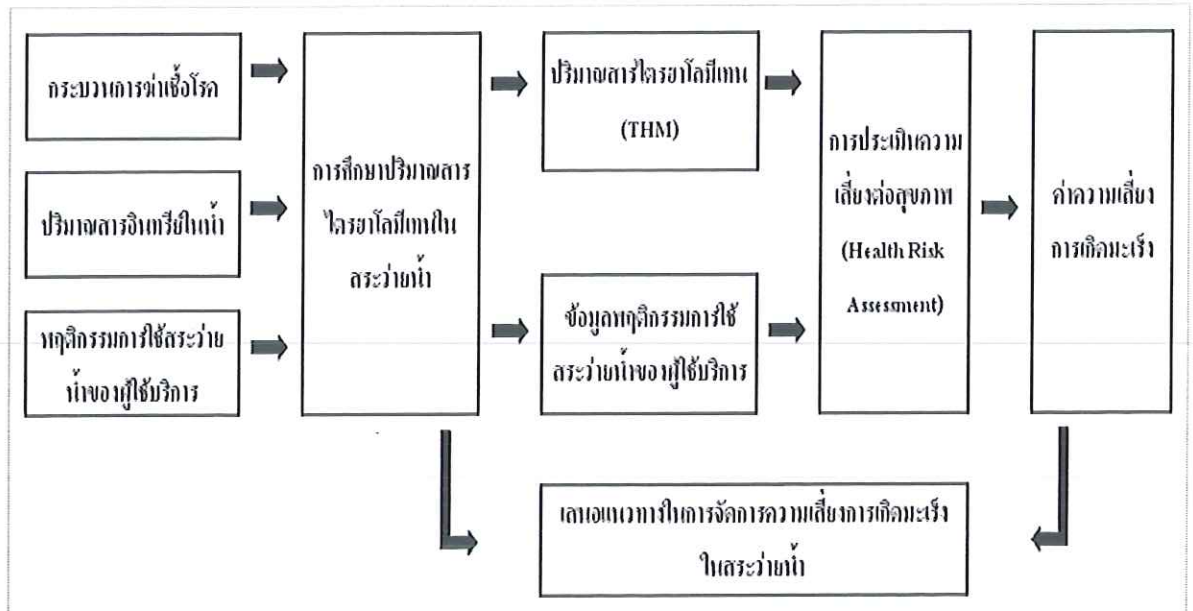 กระบวนการฆ่าเชื้อโรค
ปริมาณสารอินทรีย์ในน้ำ
พฤติกรรมการใช้สระว่าย
น้ำของผู้ใช้บริการ
การศึกษาปริมาณสาร
ไตรฮาโลมีเทนใน
สระว่ายน้ำ
ปริมาณสารไตรฮาโลมีเทน
(THM)
ข้อมูลพฤติกรรมการใช้
สระว่ายน้ำของผู้ใช้บริการ
การประเมินความ
เสี่ยงต่อสุขภาพ
(Health Risk
Assessment)
ค่าความเสี่ยง
การเกิดมะเร็ง
เสนอแนวทางในการจัดการความเสี่ยงการเกิดมะเร็ง
ในสระว่ายน้ำ